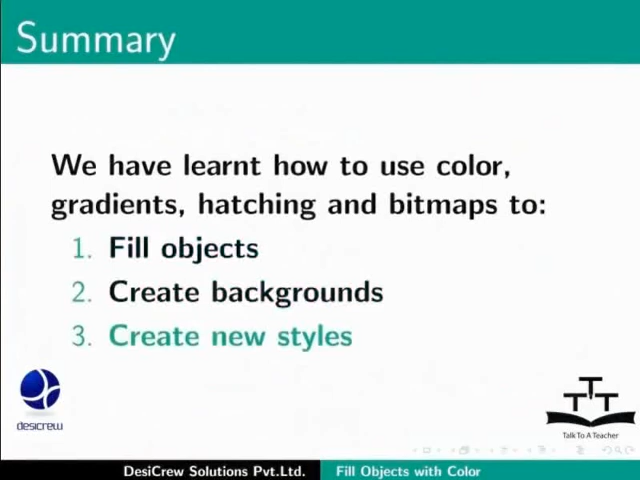 Summary
We have learnt how to use color,
gradients, hatching and bitmaps to:
1. Fill objects
2. Create backgrounds
3. Create new styles
desicrew
TTT
Talk To A Teacher
DesiCrew Solutions Pvt.Ltd. Fill Objects with Color